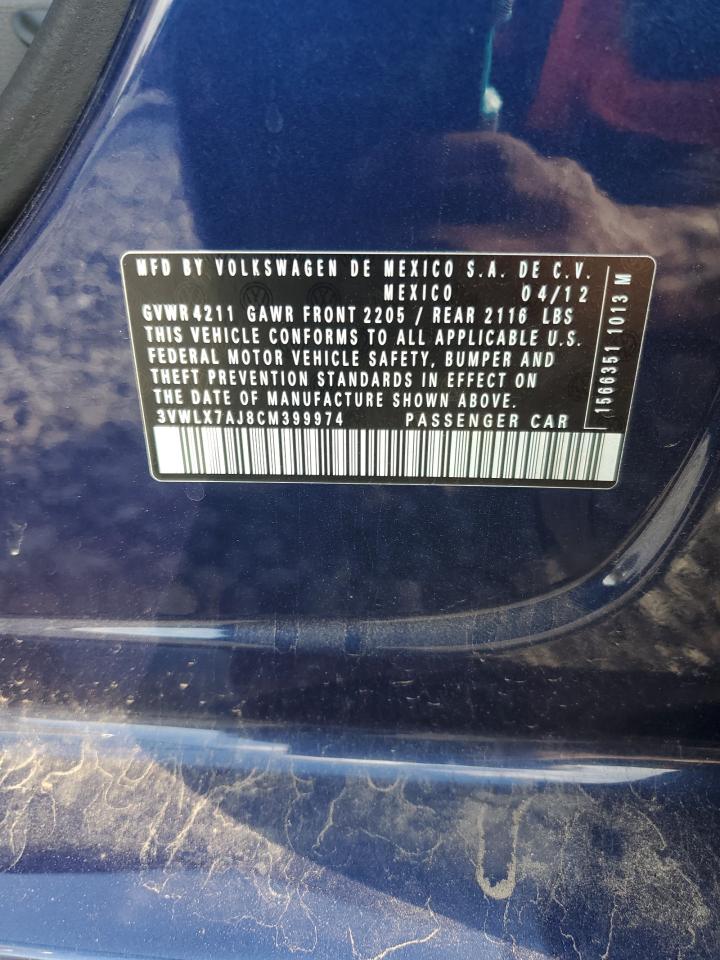 MFD BY VOLKSWAGEN DE MEXICO S.A. DE C.V.
MEXICO 04/12
GVWR 4211 GAWR FRONT 2205 / REAR 2116 LBS
THIS VEHICLE CONFORMS TO ALL APPLICABLE U.S.
FEDERAL MOTOR VEHICLE SAFETY, BUMPER AND
THEFT PREVENTION STANDARDS IN EFFECT ON
THE DATE OF MANUFACTURE SHOWN ABOVE.
3VWLX7AJ8CM399974 PASSENGER CAR
1566351 1013 M